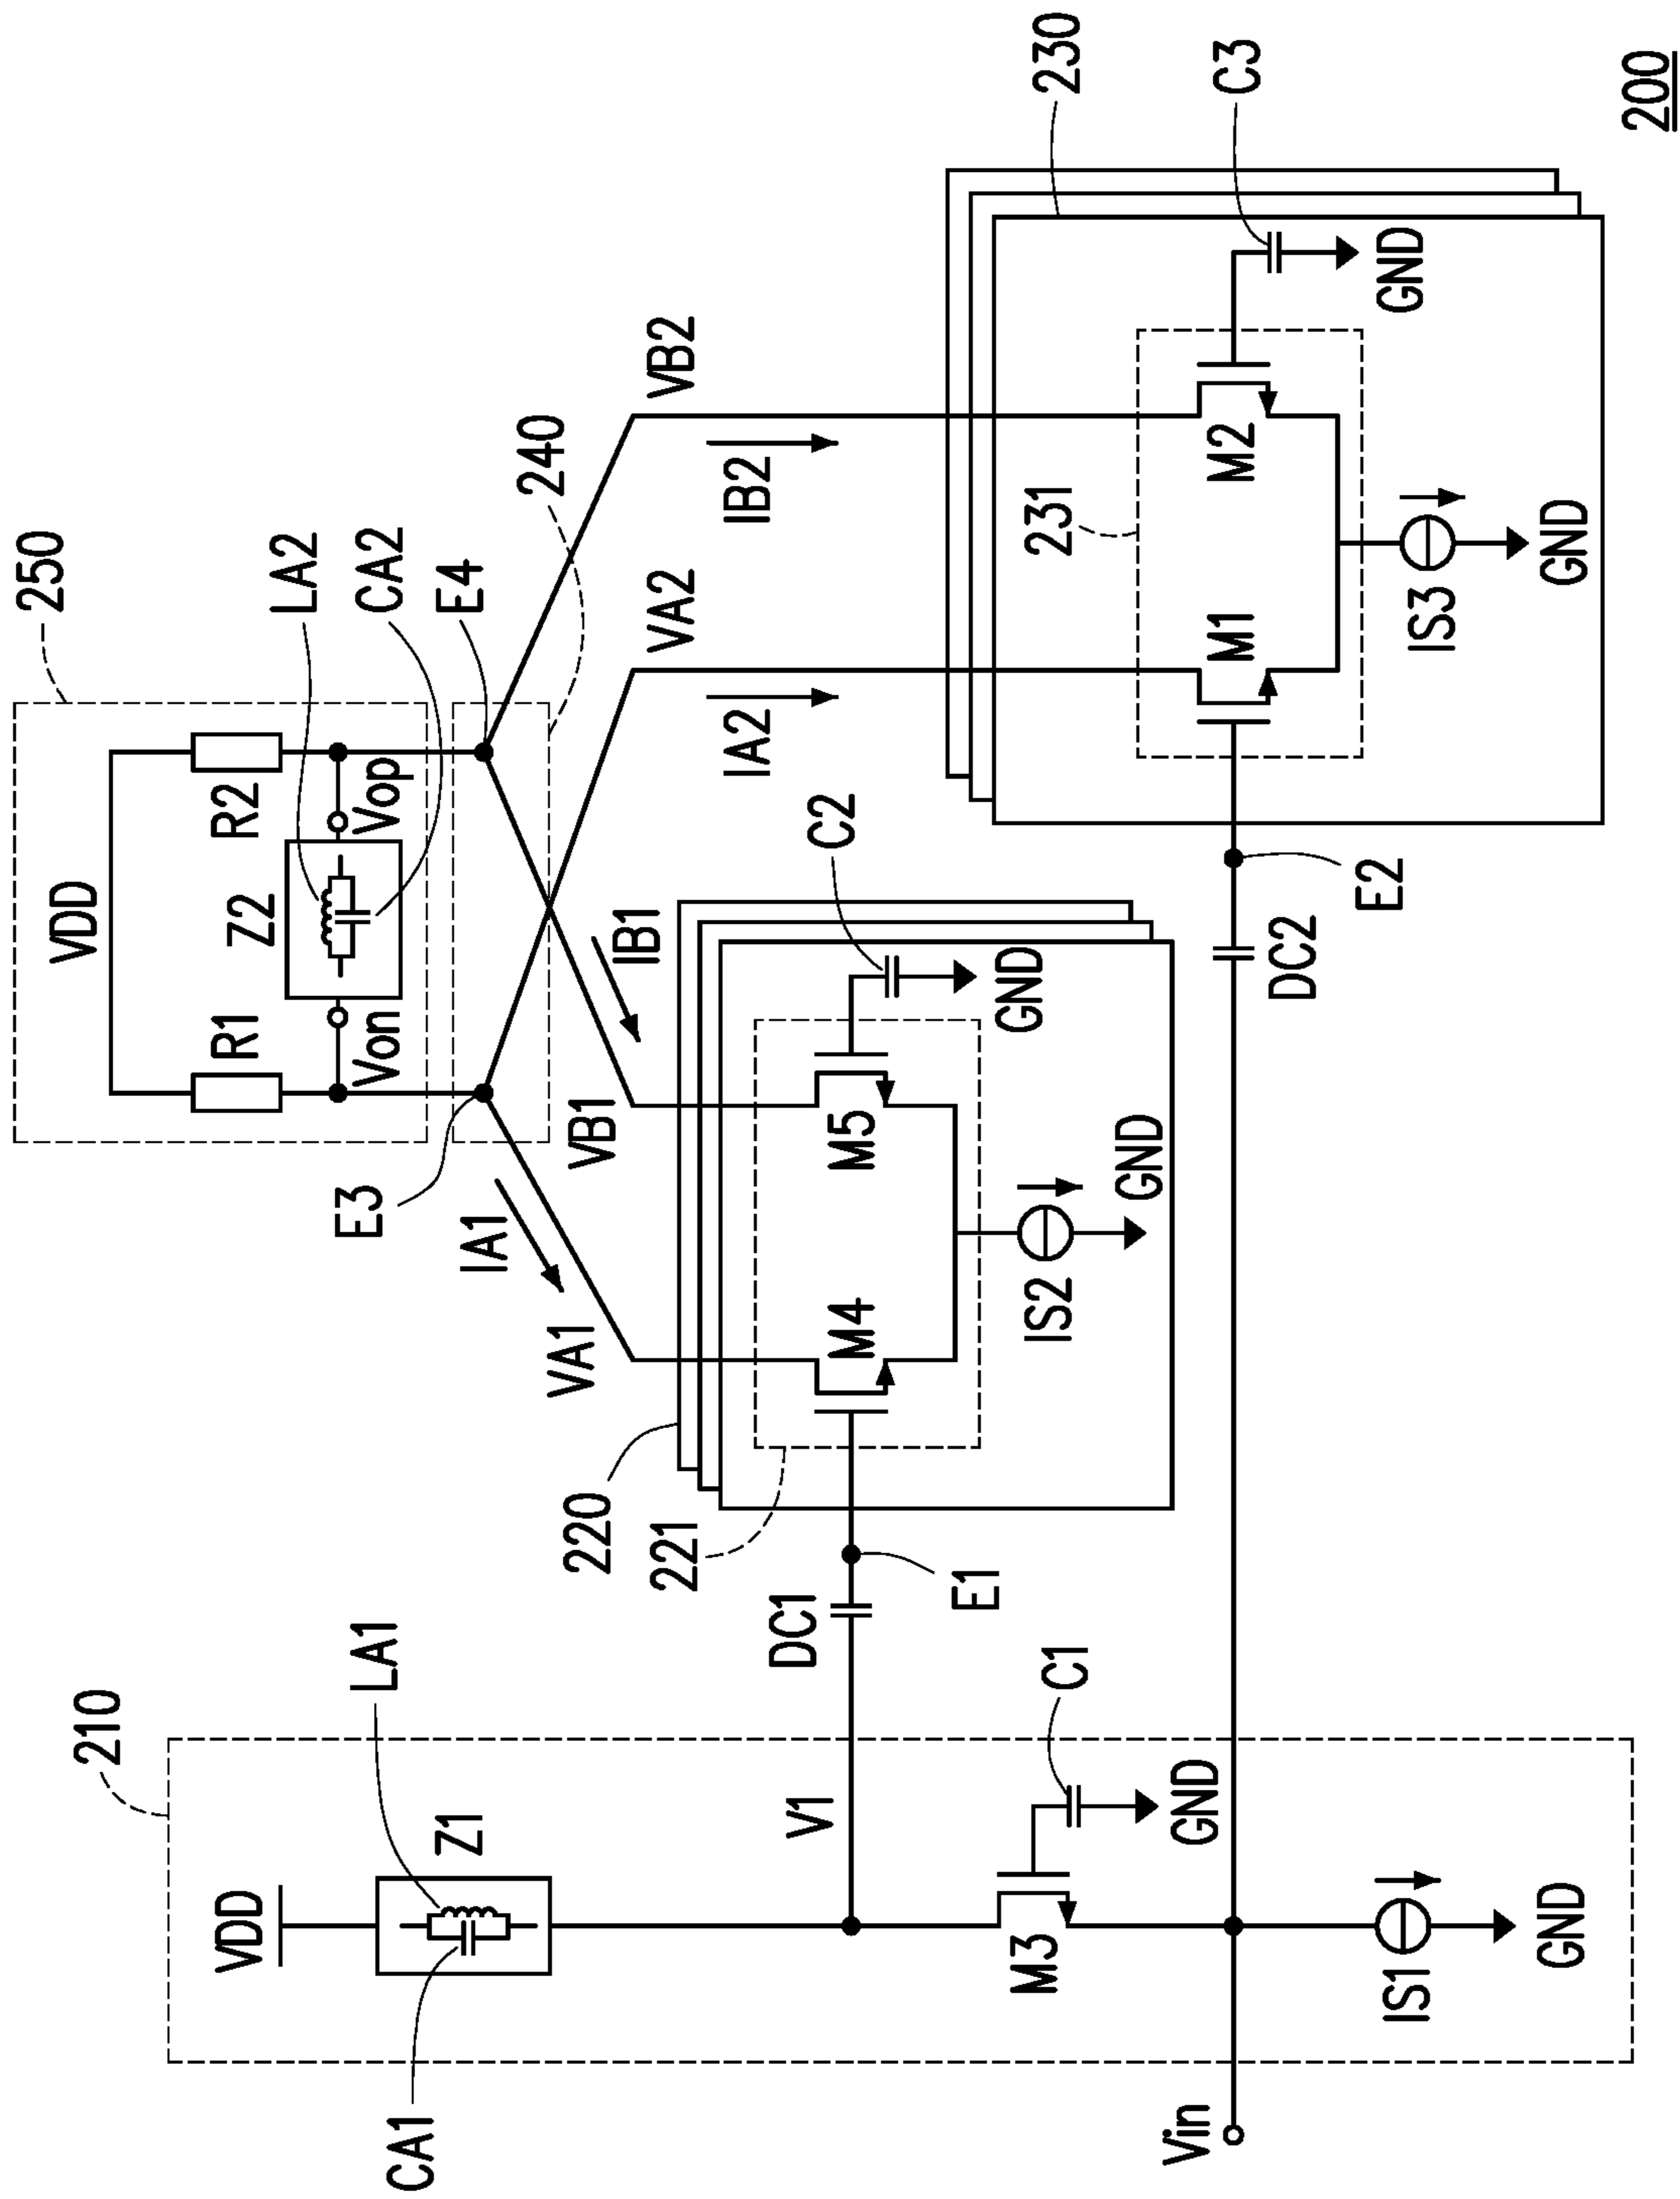 250
VDD
R1
R2
Z2
LA2
CA2
Von
Vop
E4
240
E3
IA1
VA1
IB1
VB1
VA2
VB2
IA2
IB2
210
VDD
LA1
Z1
CA1
V1
DC1
E1
220
221
M4
M5
C2
GND
IS2
GND
M3
C1
GND
Vin
IS1
GND
DC2
E2
230
231
M1
M2
C3
GND
IS3
GND
200